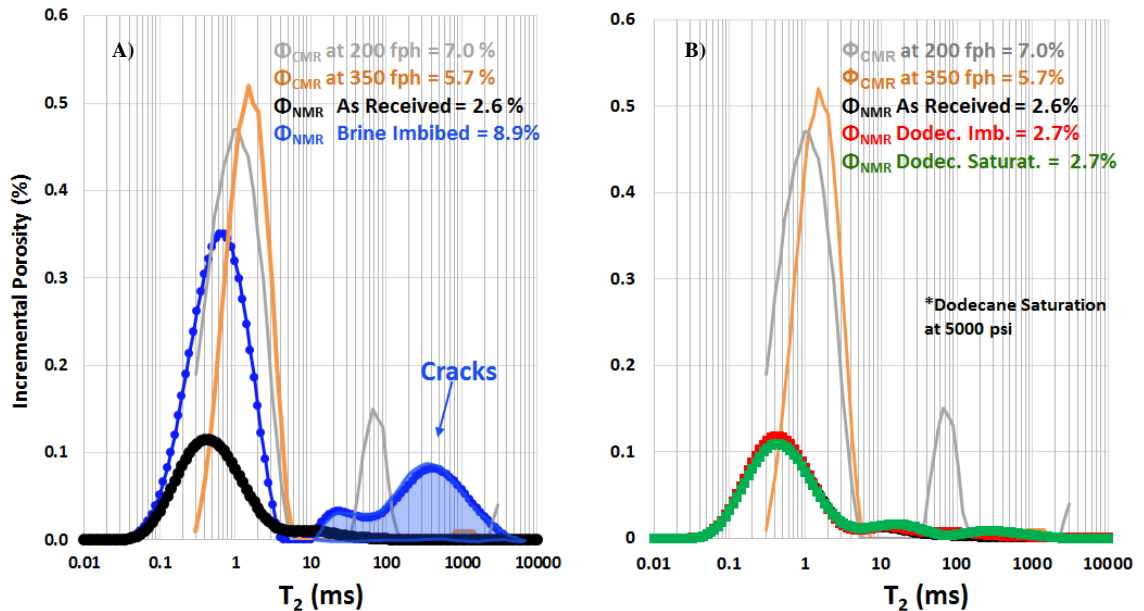 A)
ΦCMR at 200 fph = 7.0 %
ΦCMR at 350 fph = 5.7 %
ΦNMR As Received = 2.6 %
ΦNMR Brine Imbibed = 8.9%
Cracks
Incremental Porosity (%)
0.6
0.5
0.4
0.3
0.2
0.1
0.0
0.01 0.1 1 10 100 1000 10000
T2 (ms)
B)
ΦCMR at 200 fph = 7.0%
ΦCMR at 350 fph = 5.7%
ΦNMR As Received = 2.6%
ΦNMR Dodec. Imb. = 2.7%
ΦNMR Dodec. Saturat. = 2.7%
*Dodecane Saturation
at 5000 psi
0.6
0.5
0.4
0.3
0.2
0.1
0
0.01 0.1 1 10 100 1000 10000
T2 (ms)